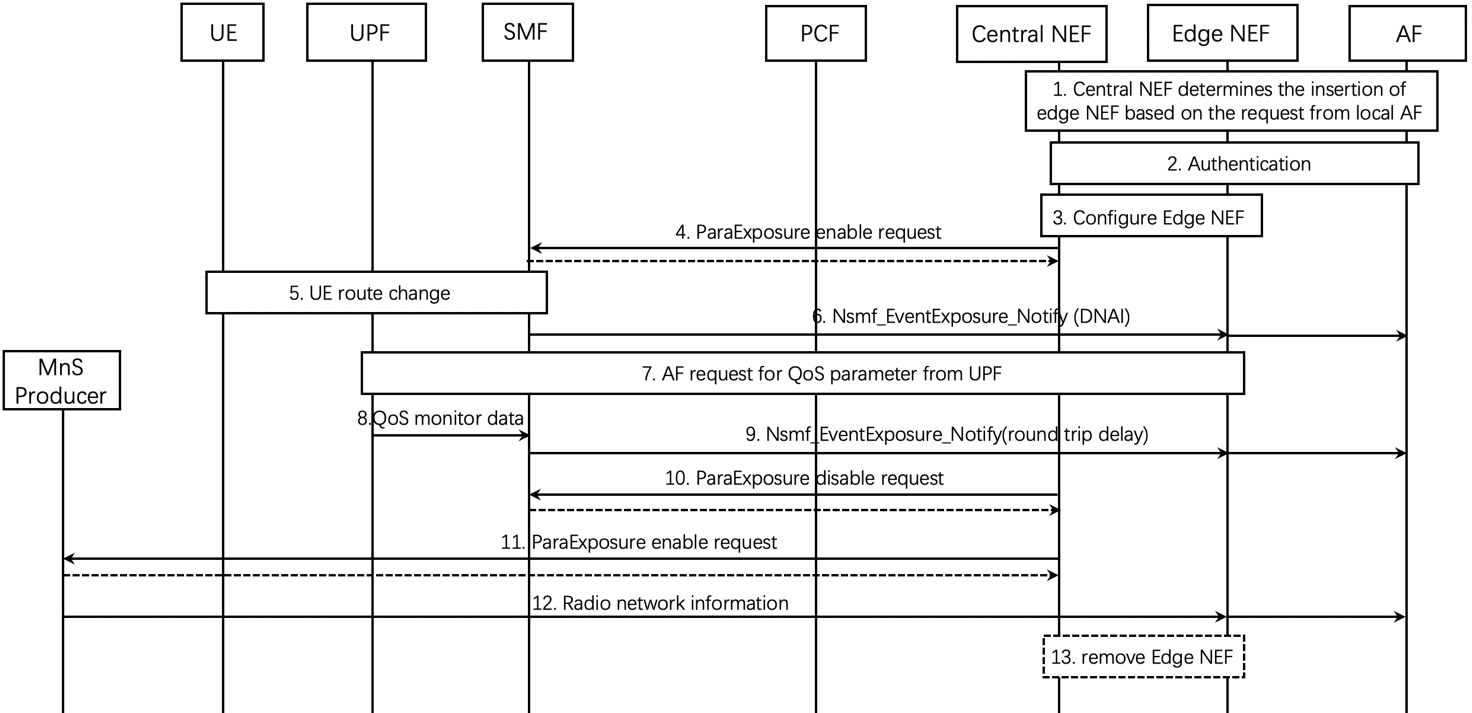 UE
UPF
SMF
PCF
Central NEF
Edge NEF
AF
1. Central NEF determines the insertion of
edge NEF based on the request from local AF
2. Authentication
3. Configure Edge NEF
4. ParaExposure enable request
5. UE route change
6. Nsmf_EventExposure_Notify (DNAI)
MnS
Producer
7. AF request for QoS parameter from UPF
8.QoS monitor data
9. Nsmf_EventExposure_Notify(round trip delay)
10. ParaExposure disable request
11. ParaExposure enable request
12. Radio network information
13. remove Edge NEF